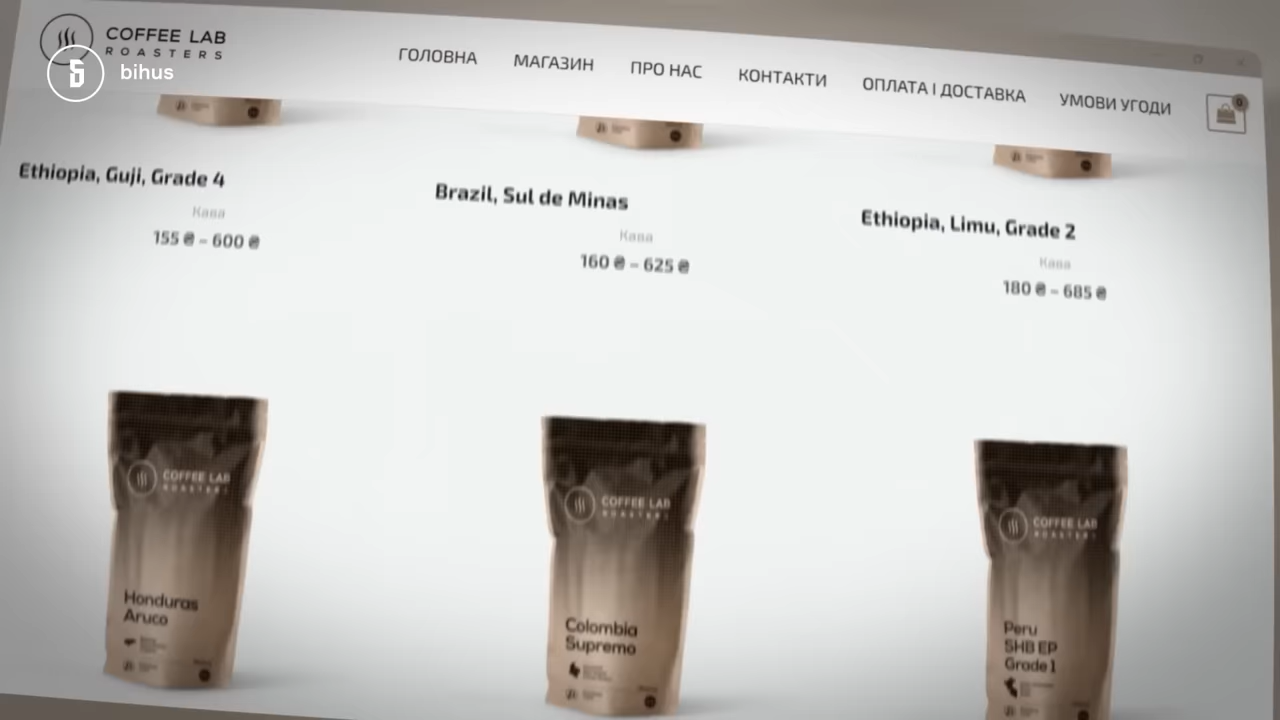 COFFEE LAB
ROASTERS
bihus
ГОЛОВНА
МАГАЗИН
ПРО НАС
КОНТАКТИ
ОПЛАТА І ДОСТАВКА
УМОВИ УГОДИ
0
Ethiopia, Guji, Grade 4
Кава
155 ₴ – 600 ₴
Brazil, Sul de Minas
Кава
160 ₴ – 625 ₴
Ethiopia, Limu, Grade 2
Кава
180 ₴ – 685 ₴
COFFEE LAB
ROASTERS
Honduras
Aruco
COFFEE LAB
ROASTERS
Colombia
Supremo
COFFEE LAB
ROASTERS
Peru
SHB EP
Grade 1